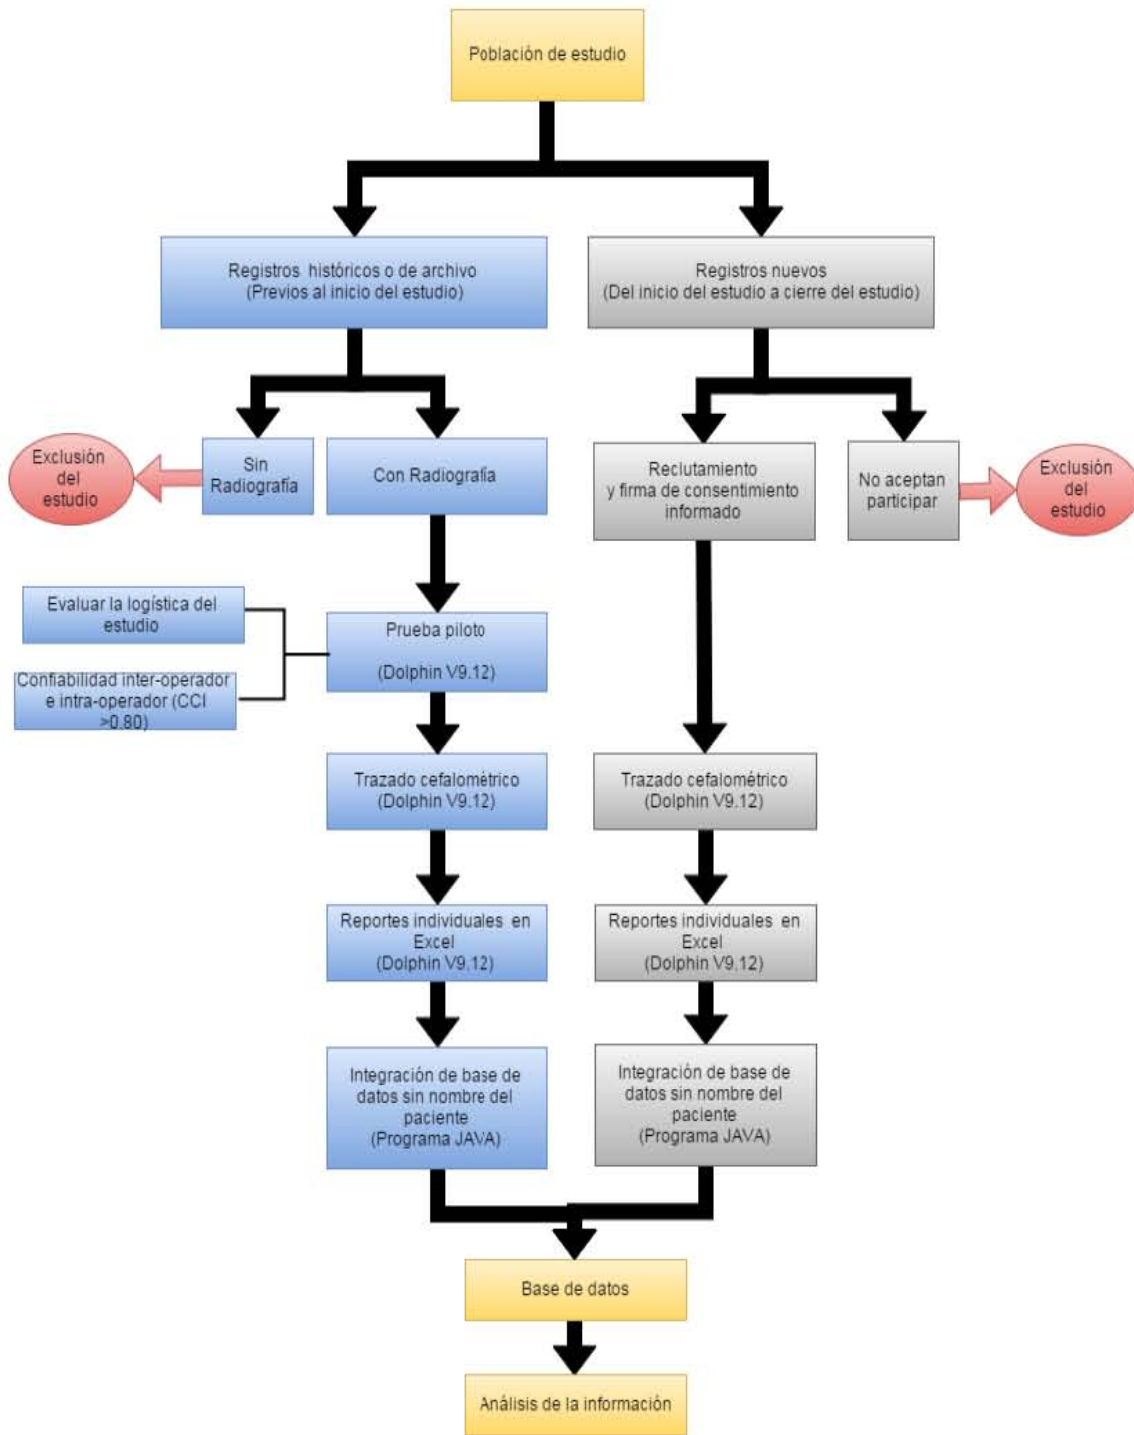 Población de estudio
Registros históricos o de archivo
(Previos al inicio del estudio)
Registros nuevos
(Del inicio del estudio a cierre del estudio)
Exclusión
del
estudio
Sin
Radiografía
Con Radiografía
Reclutamiento
y firma de consentimiento
informado
No aceptan
participar
Exclusión
del
estudio
Evaluar la logística del
estudio
Confiabilidad inter-operador
e intra-operador (CCI
>0.80)
Prueba piloto
(Dolphin V9.12)
Trazado cefalométrico
(Dolphin V9.12)
Trazado cefalométrico
(Dolphin V9.12)
Reportes individuales en
Excel
(Dolphin V9.12)
Reportes individuales en
Excel
(Dolphin V9.12)
Integración de base de
datos sin nombre del
paciente
(Programa JAVA)
Integración de base de
datos sin nombre del
paciente
(Programa JAVA)
Base de datos
Análisis de la información